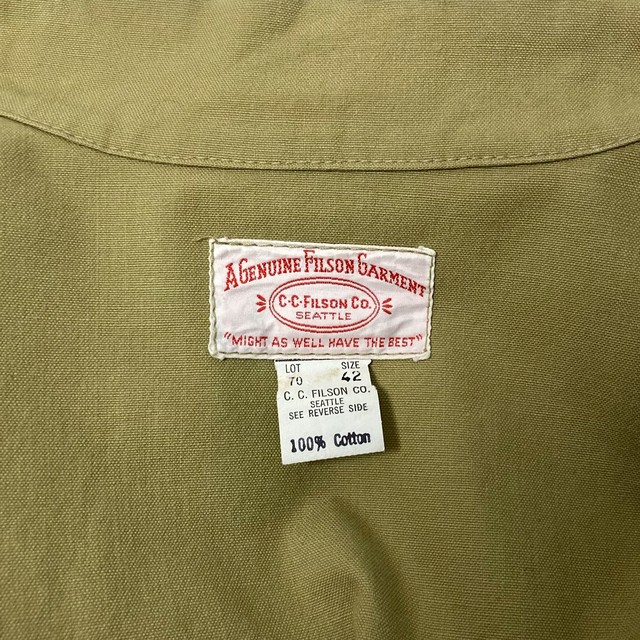 A GENUINE FILSON GARMENT
C·C·FILSON CO.
SEATTLE
"MIGHT AS WELL HAVE THE BEST"
LOT SIZE
70 42
C. C. FILSON CO.
SEATTLE
SEE REVERSE SIDE
100% Cotton